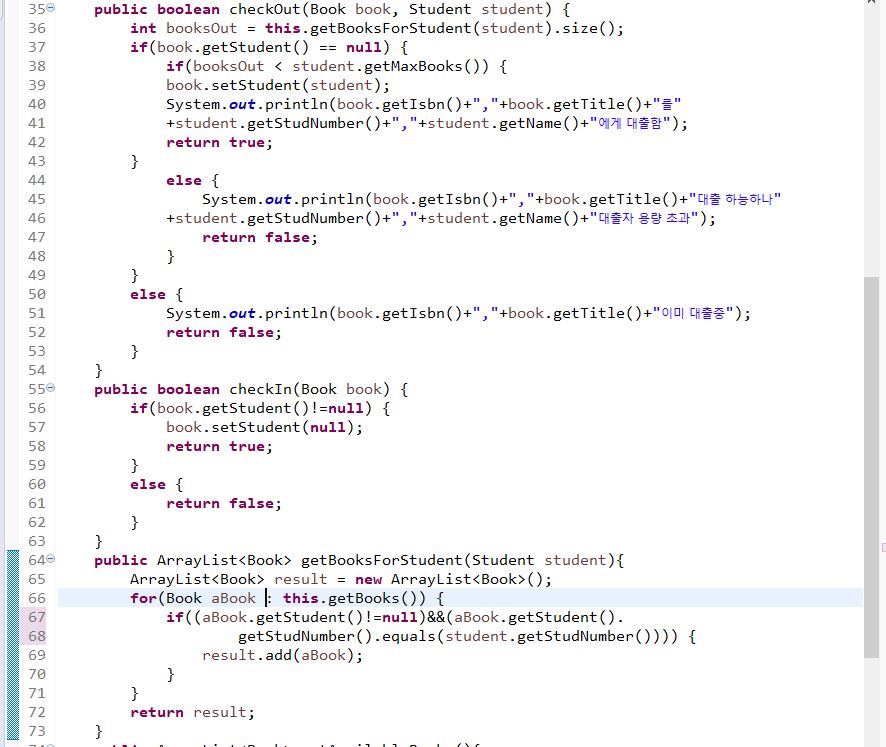 35 public boolean checkOut(Book book, Student student) {
36 int booksOut = this.getBooksForStudent(student).size();
37 if(book.getStudent() == null) {
38 if(booksOut < student.getMaxBooks()) {
39 book.setStudent(student);
40 System.out.println(book.getIsbn()+","+book.getTitle()+"를"
41 +student.getStudNumber()+","+student.getName()+"에게 대출함");
42 return true;
43 }
44 else {
45 System.out.println(book.getIsbn()+","+book.getTitle()+"대출 하능하나"
46 +student.getStudNumber()+","+student.getName()+"대출자 용량 초과");
47 return false;
48 }
49 }
50 else {
51 System.out.println(book.getIsbn()+","+book.getTitle()+"이미 대출중");
52 return false;
53 }
54 }
55 public boolean checkIn(Book book) {
56 if(book.getStudent()!=null) {
57 book.setStudent(null);
58 return true;
59 }
60 else {
61 return false;
62 }
63 }
64 public ArrayList<Book> getBooksForStudent(Student student){
65 ArrayList<Book> result = new ArrayList<Book>();
66 for(Book aBook : this.getBooks()) {
67 if((aBook.getStudent()!=null)&&(aBook.getStudent().
68 getStudNumber().equals(student.getStudNumber()))) {
69 result.add(aBook);
70 }
71 }
72 return result;
73 }